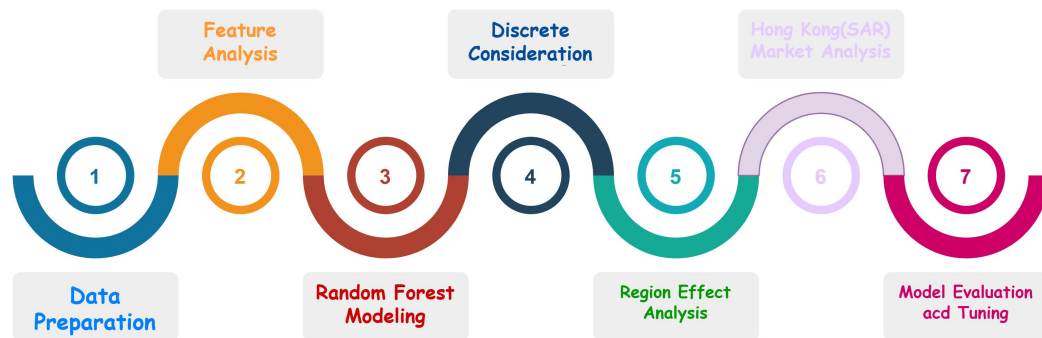 Feature
Analysis
Discrete
Consideration
Hong Kong(SAR)
Market Analysis
1
2
3
4
5
6
7
Data
Preparation
Random Forest
Modeling
Region Effect
Analysis
Model Evaluation
acd Tuning